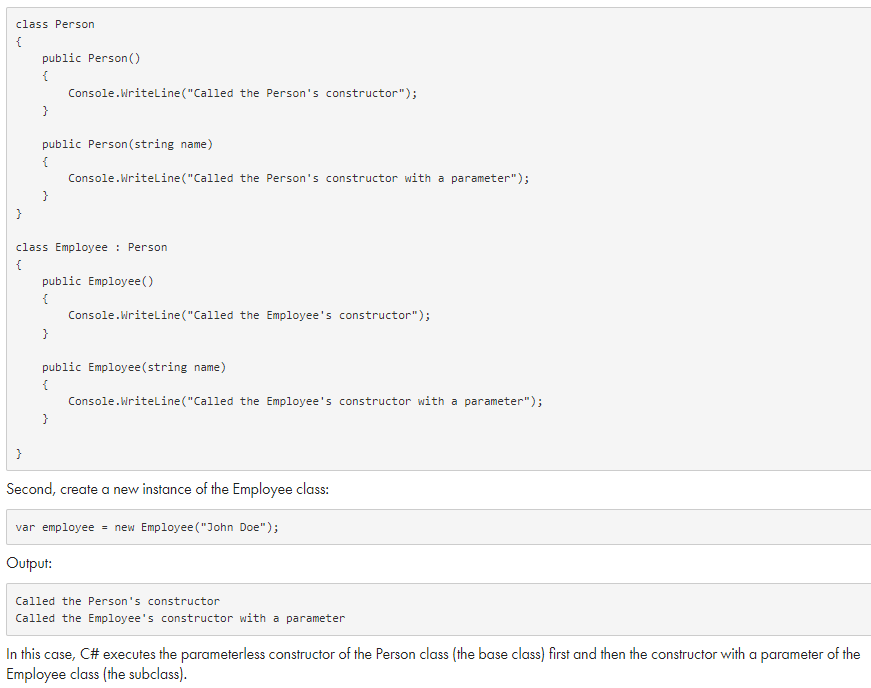 class Person
{
    public Person()
    {
        Console.WriteLine("Called the Person's constructor");
    }

    public Person(string name)
    {
        Console.WriteLine("Called the Person's constructor with a parameter");
    }
}

class Employee : Person
{
    public Employee()
    {
        Console.WriteLine("Called the Employee's constructor");
    }

    public Employee(string name)
    {
        Console.WriteLine("Called the Employee's constructor with a parameter");
    }

}
Second, create a new instance of the Employee class:
var employee = new Employee("John Doe");
Output:
Called the Person's constructor
Called the Employee's constructor with a parameter
In this case, C# executes the parameterless constructor of the Person class (the base class) first and then the constructor with a parameter of the
Employee class (the subclass).